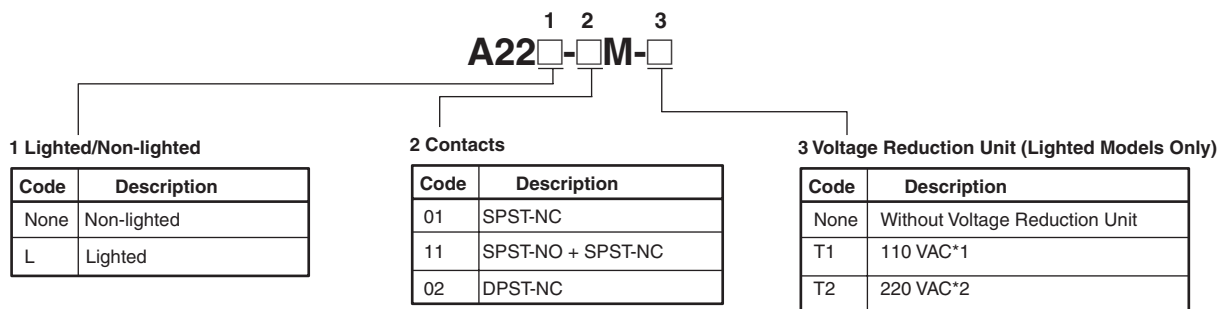 1 2 3
A22□-□M-□
1 Lighted/Non-lighted
Code Description
None Non-lighted
L Lighted
2 Contacts
Code Description
01 SPST-NC
11 SPST-NO + SPST-NC
02 DPST-NC
3 Voltage Reduction Unit (Lighted Models Only)
Code Description
None Without Voltage Reduction Unit
T1 110 VAC*1
T2 220 VAC*2